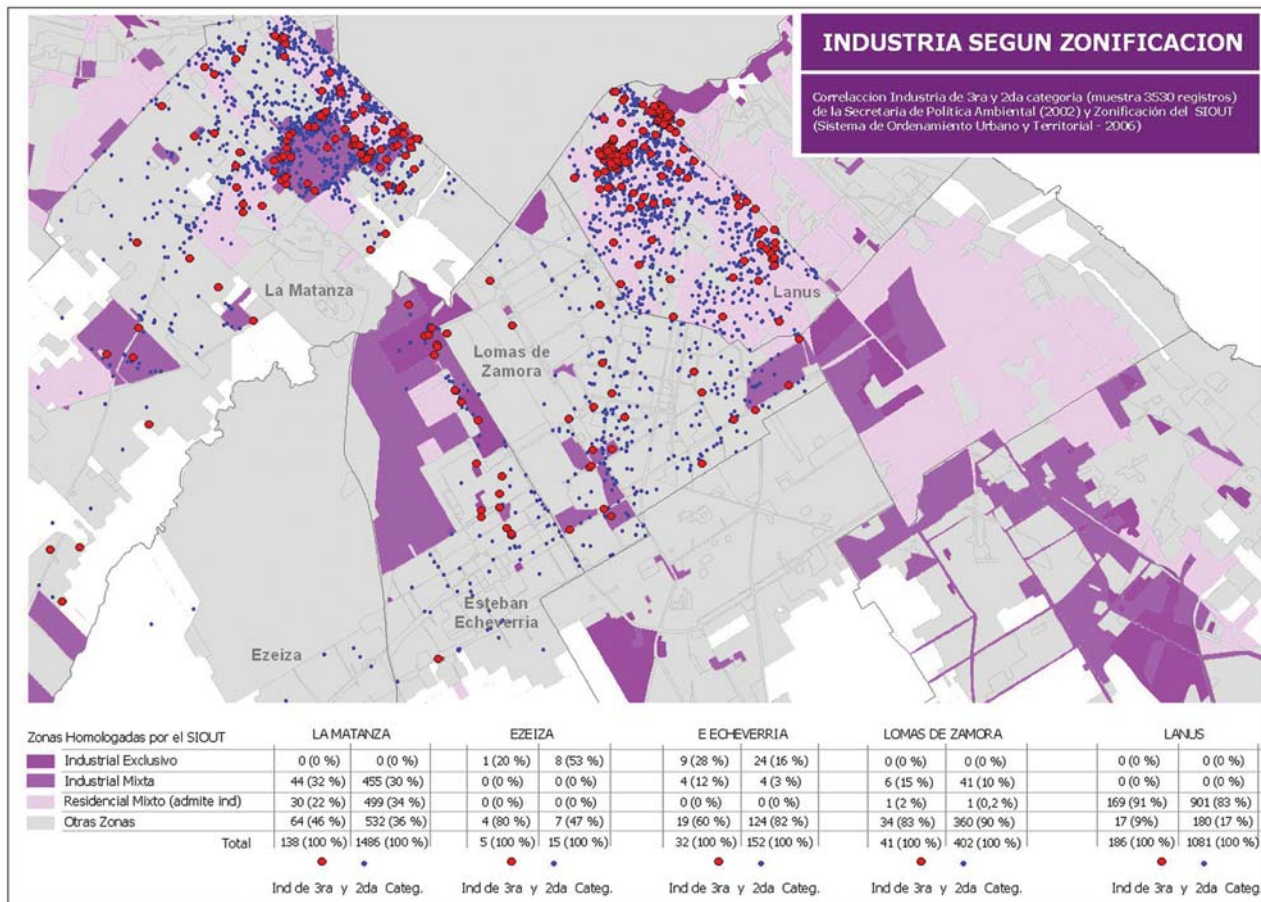 INDUSTRIA SEGUN ZONIFICACION
Correlaccion Industria de 3ra y 2da categoria (muestra 3530 registros)
de la Secretaria de Política Ambiental (2002) y Zonificación del SIOUT
(Sistema de Ordenamiento Urbano y Territorial - 2006)
La Matanza
Lanus
Lomas de
Zamora
Esteban
Echeverria
Ezeiza
Zonas Homologadas por el SIOUT LA MATANZA EZEIZA E ECHEVERRIA LOMAS DE ZAMORA LANUS
Industrial Exclusivo 0 (0 %) 0 (0 %) 1 (20 %) 8 (53 %) 9 (28 %) 24 (16 %) 0 (0 %) 0 (0 %) 0 (0 %) 0 (0 %)
Industrial Mixta 44 (32 %) 455 (30 %) 0 (0 %) 0 (0 %) 4 (12 %) 4 (3 %) 6 (15 %) 41 (10 %) 0 (0 %) 0 (0 %)
Residencial Mixto (admite ind) 30 (22 %) 499 (34 %) 0 (0 %) 0 (0 %) 0 (0 %) 0 (0 %) 1 (2 %) 1 (0,2 %) 169 (91 %) 901 (83 %)
Otras Zonas 64 (46 %) 532 (36 %) 4 (80 %) 7 (47 %) 19 (60 %) 124 (82 %) 34 (83 %) 360 (90 %) 17 (9%) 180 (17 %)
Total 138 (100 %) 1486 (100 %) 5 (100 %) 15 (100 %) 32 (100 %) 152 (100 %) 41 (100 %) 402 (100 %) 186 (100 %) 1081 (100 %)
Ind de 3ra y 2da Categ. Ind de 3ra y 2da Categ. Ind de 3ra y 2da Categ. Ind de 3ra y 2da Categ. Ind de 3ra y 2da Categ.